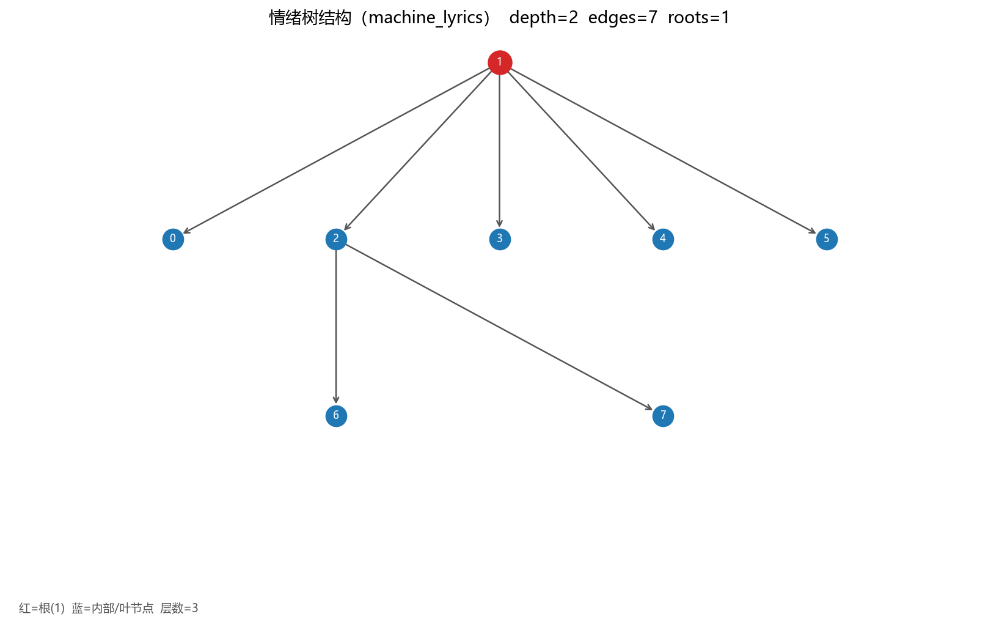 情绪树结构（machine_lyrics） depth=2 edges=7 roots=1
1
0 2 3 4 5
6 7
红=根(1) 蓝=内部/叶节点 层数=3